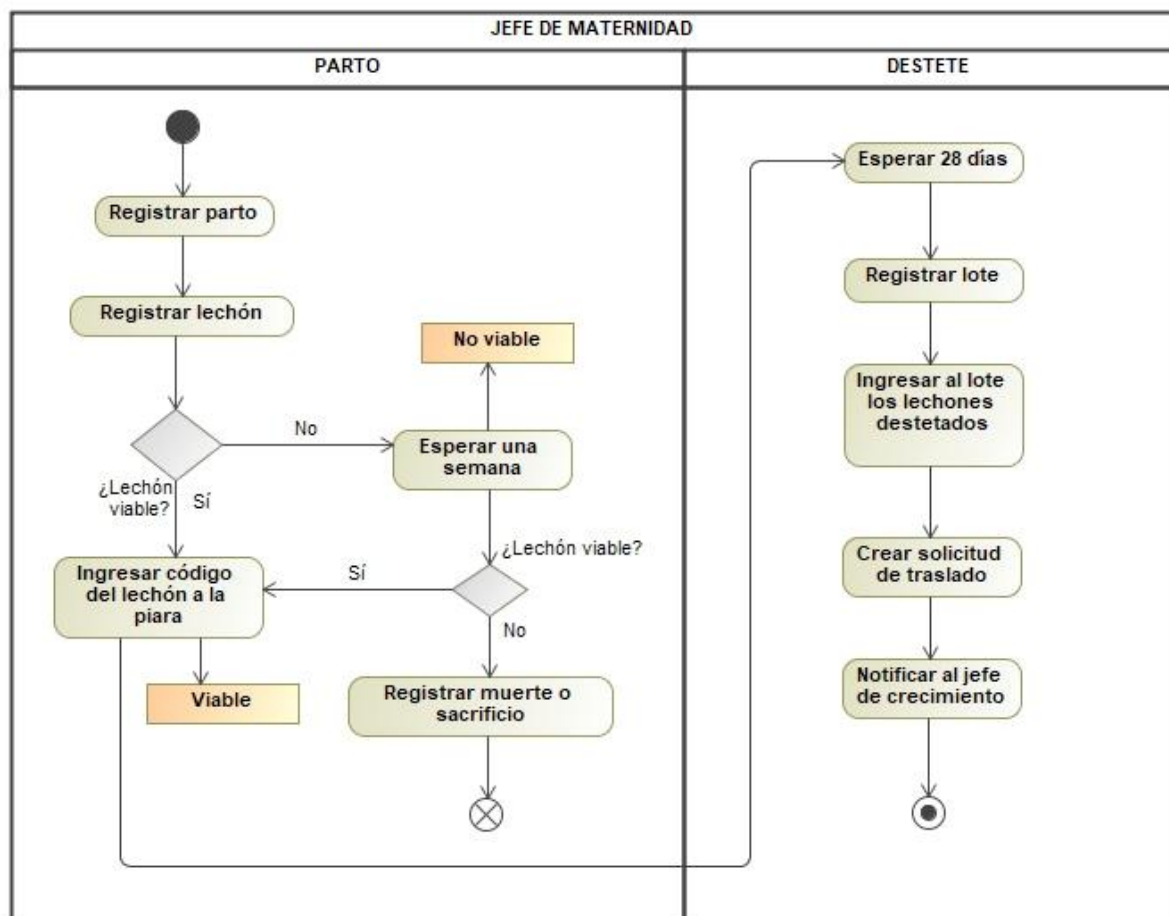 JEFE DE MATERNIDAD
PARTO
DESTETE
Registrar parto
Registrar lechón
No viable
No
Esperar una
semana
¿Lechón
viable?
Sí
¿Lechón viable?
Sí
Ingresar código
del lechón a la
piara
No
Viable
Registrar muerte o
sacrificio
Esperar 28 días
Registrar lote
Ingresar al lote
los lechones
destetados
Crear solicitud
de traslado
Notificar al jefe
de crecimiento